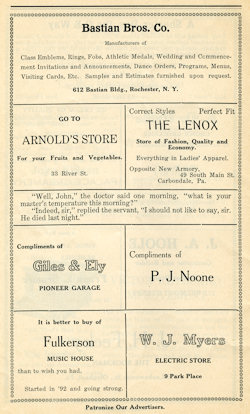 Bastian Bros. Co.
Manufacturers of
Class Emblems, Rings, Fobs, Athletic Medals, Wedding and Commence-
ment Invitations and Announcements, Dance Orders, Programs, Menus,
Visiting Cards, Etc. Samples and Estimates furnished upon request.
612 Bastian Bldg., Rochester, N. Y.
GO TO
ARNOLD'S STORE
For your Fruits and Vegetables.
33 River St.
Correct Styles Perfect Fit
THE LENOX
Store of Fashion, Quality and
Economy.
Everything in Ladies' Apparel.
Opposite New Armory,
49 South Main St.
Carbondale, Pa.
"Well, John," the doctor said one morning, "what is your
master's temperature this morning?"
"Indeed, sir," replied the servant, "I should not like to say, sir.
He died last night."
Compliments of
Giles & Ely
PIONEER GARAGE
Compliments of
P. J. Noone
It is better to buy of
Fulkerson
MUSIC HOUSE
than to wish you had.
Started in '92 and going strong.
W. J. Myers
ELECTRIC STORE
9 Park Place
Patronize Our Advertisers.